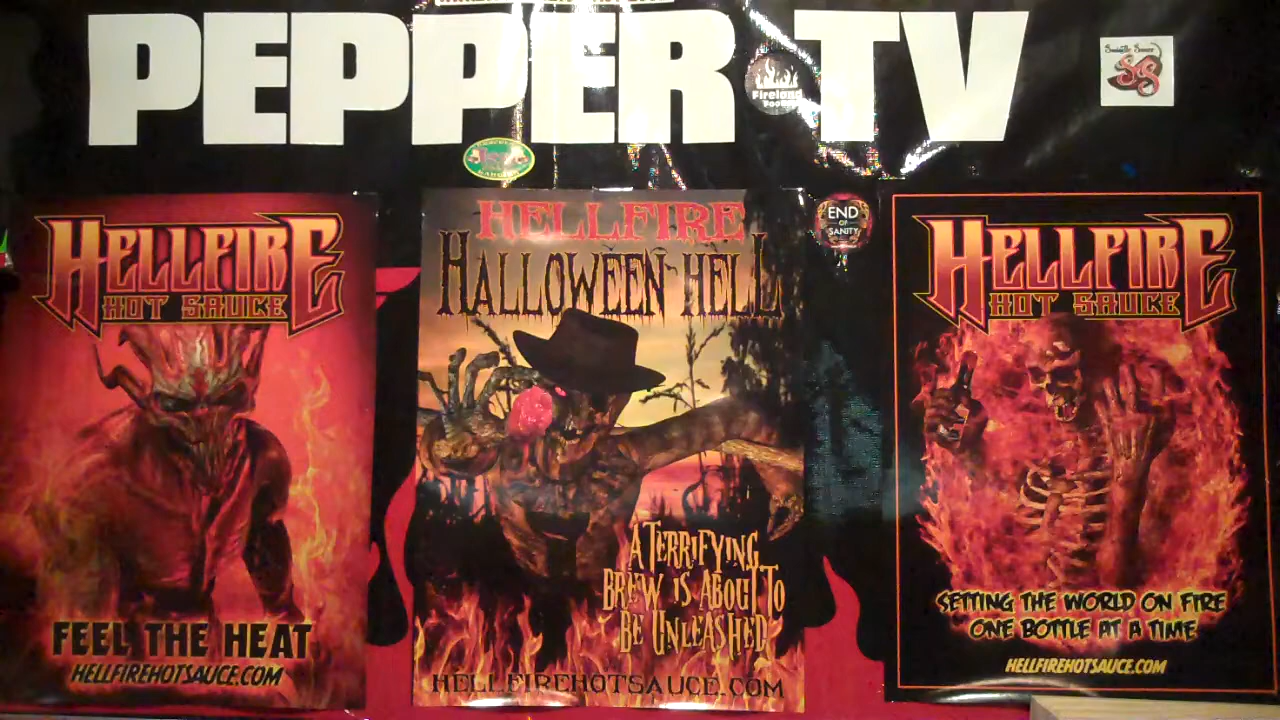 PEPPER TV
Fireland
Foods
HELLFIRE
HOT SAUCE
FEEL THE HEAT
HELLFIREHOTSAUCE.COM
HELLFIRE
HALLOWEEN HELL
A TERRIFYING
BREW IS ABOUT TO
BE UNLEASHED
HELLFIREHOTSAUCE.COM
END
OF
SANITY
HELLFIRE
HOT SAUCE
SETTING THE WORLD ON FIRE
ONE BOTTLE AT A TIME
HELLFIREHOTSAUCE.COM